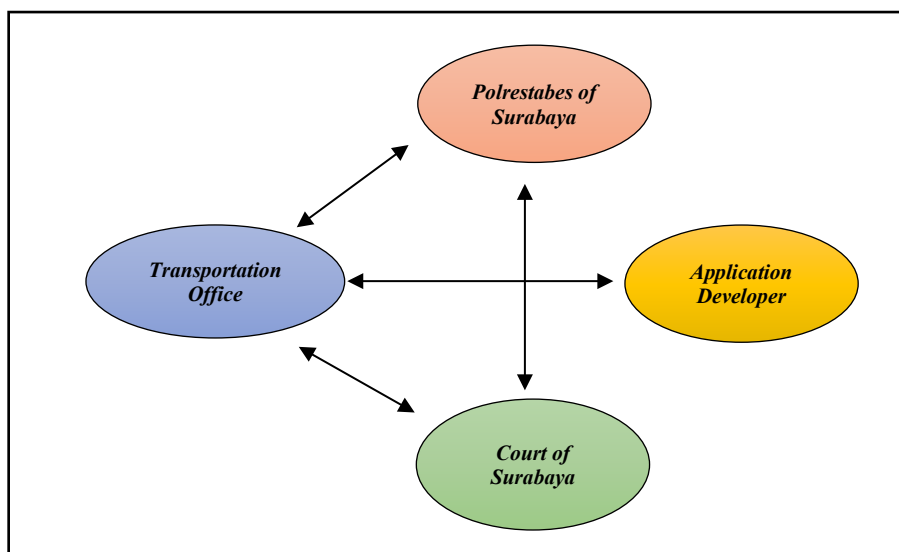 Polrestabes of
Surabaya
Transportation
Office
Application
Developer
Court of
Surabaya